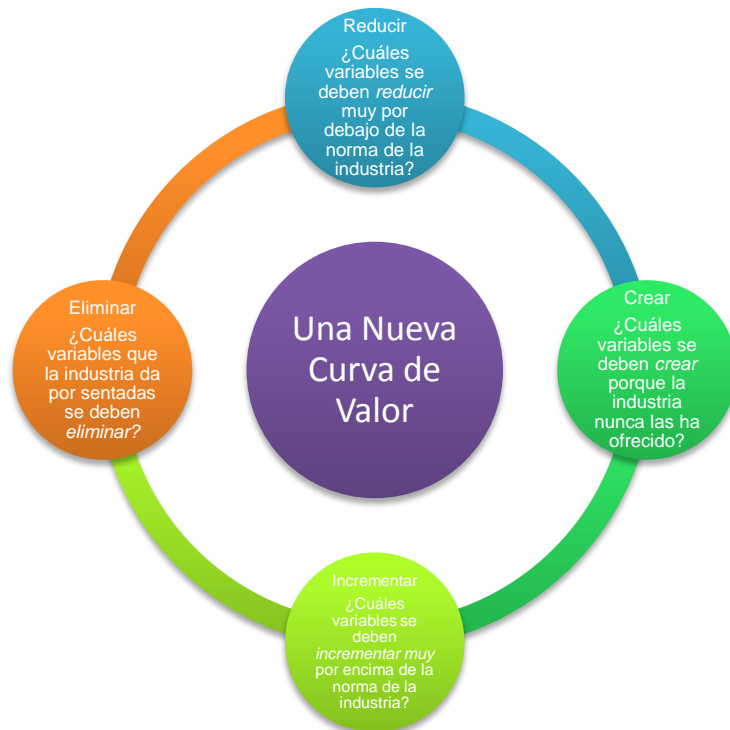 Reducir
¿Cuáles
variables se
deben reducir
muy por
debajo de la
norma de la
industria?
Eliminar
¿Cuáles
variables que
la industria da
por sentadas
se deben
eliminar?
Una Nueva
Curva de
Valor
Crear
¿Cuáles
variables se
deben crear
porque la
industria
nunca las ha
ofrecido?
Incrementar
¿Cuáles
variables se
deben
incrementar muy
por encima de la
norma de la
industria?